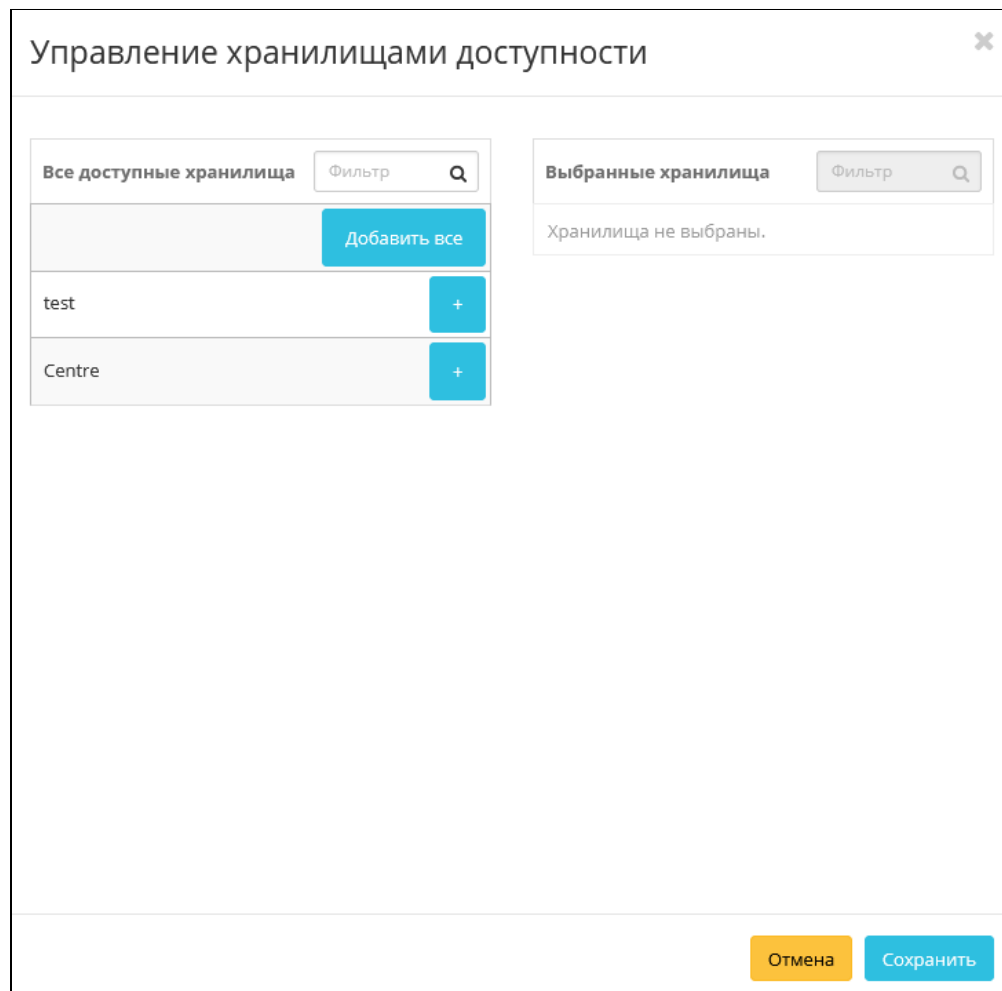 Управление хранилищами доступности
Все доступные хранилища Фильтр
Добавить все
test +
Centre +
Выбранные хранилища Фильтр
Хранилища не выбраны.
Отмена Сохранить